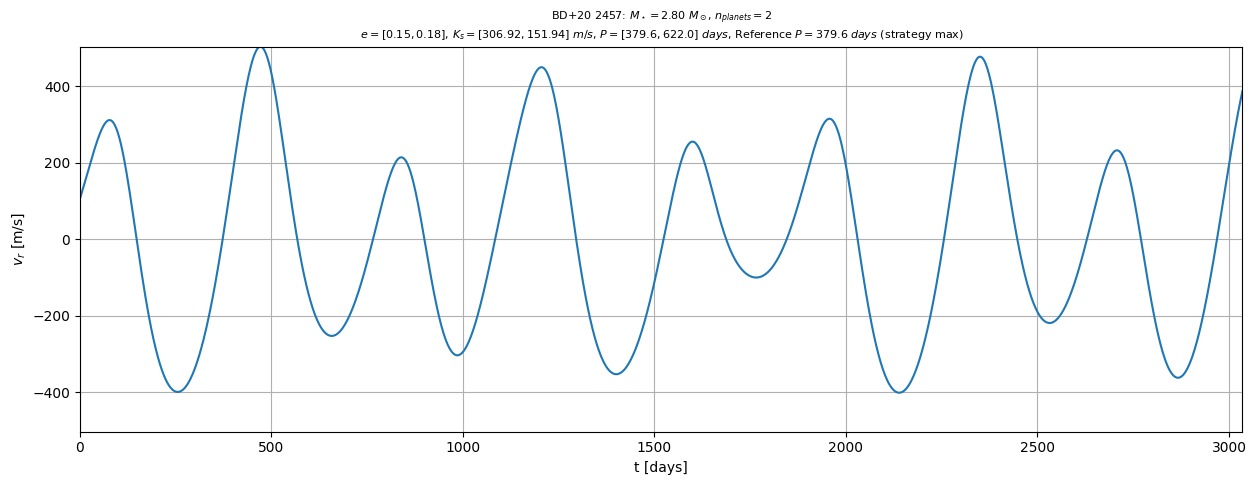 BD+20 2457: $M_\star = 2.80\ M_\odot$, $n_{planets} = 2$
$e = [0.15, 0.18]$, $K_s = [306.92, 151.94]\ m/s$, $P = [379.6, 622.0]\ days$, Reference $P = 379.6\ days$ (strategy max)
400
200
0
−200
−400
$v_r$ [m/s]
0 500 1000 1500 2000 2500 3000
t [days]